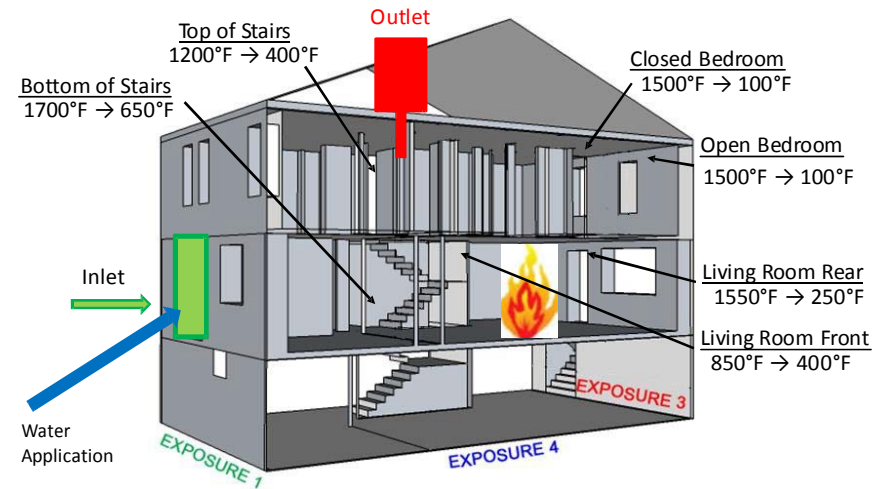 Outlet
Top of Stairs
1200°F → 400°F
Closed Bedroom
1500°F → 100°F
Bottom of Stairs
1700°F → 650°F
Open Bedroom
1500°F → 100°F
Inlet
Living Room Rear
1550°F → 250°F
Living Room Front
850°F → 400°F
Water
Application
EXPOSURE 1
EXPOSURE 4
EXPOSURE 3